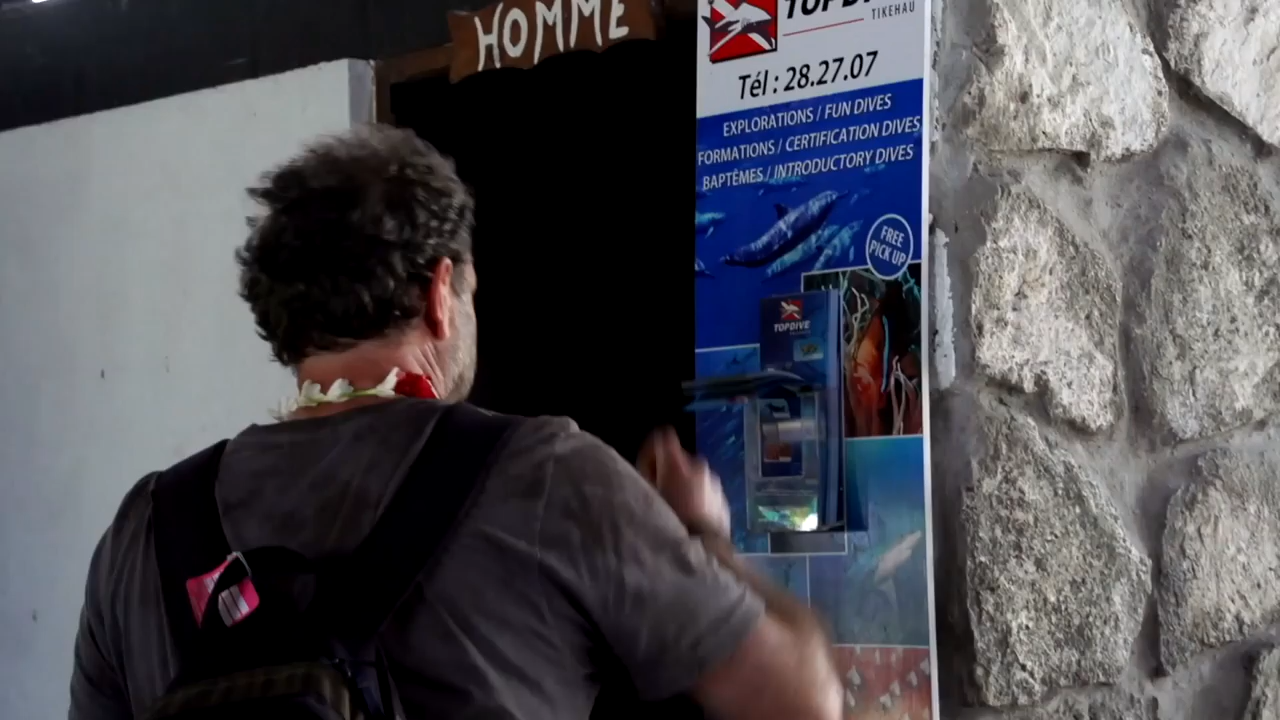 HOMME
TIKEHAU
Tél : 28.27.07
EXPLORATIONS / FUN DIVES
FORMATIONS / CERTIFICATION DIVES
BAPTÊMES / INTRODUCTORY DIVES
FREE
PICK UP
TOPDIVE